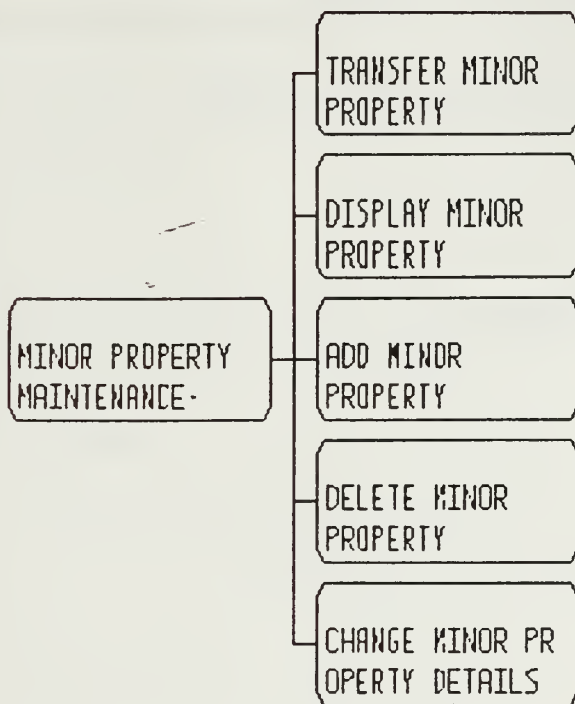 TRANSFER MINOR
PROPERTY
DISPLAY MINOR
PROPERTY
MINOR PROPERTY
MAINTENANCE
ADD MINOR
PROPERTY
DELETE MINOR
PROPERTY
CHANGE MINOR PR
OPERTY DETAILS